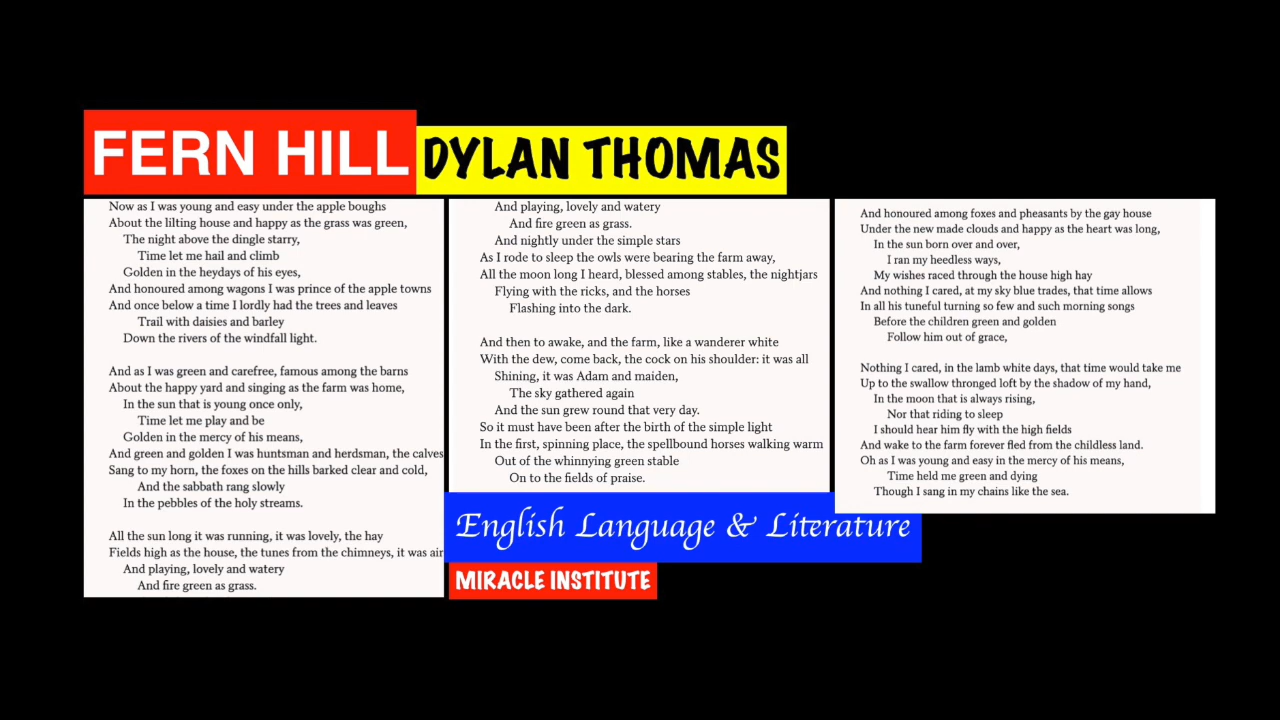 FERN HILL
DYLAN THOMAS
Now as I was young and easy under the apple boughs
About the lilting house and happy as the grass was green,
The night above the dingle starry,
Time let me hail and climb
Golden in the heydays of his eyes,
And honoured among wagons I was prince of the apple towns
And once below a time I lordly had the trees and leaves
Trail with daisies and barley
Down the rivers of the windfall light.
And as I was green and carefree, famous among the barns
About the happy yard and singing as the farm was home,
In the sun that is young once only,
Time let me play and be
Golden in the mercy of his means,
And green and golden I was huntsman and herdsman, the calves
Sang to my horn, the foxes on the hills barked clear and cold,
And the sabbath rang slowly
In the pebbles of the holy streams.
All the sun long it was running, it was lovely, the hay
Fields high as the house, the tunes from the chimneys, it was air
And playing, lovely and watery
And fire green as grass.
And playing, lovely and watery
And fire green as grass.
And nightly under the simple stars
As I rode to sleep the owls were bearing the farm away,
All the moon long I heard, blessed among stables, the nightjars
Flying with the ricks, and the horses
Flashing into the dark.
And then to awake, and the farm, like a wanderer white
With the dew, come back, the cock on his shoulder: it was all
Shining, it was Adam and maiden,
The sky gathered again
And the sun grew round that very day.
So it must have been after the birth of the simple light
In the first, spinning place, the spellbound horses walking warm
Out of the whinnying green stable
On to the fields of praise.
And honoured among foxes and pheasants by the gay house
Under the new made clouds and happy as the heart was long,
In the sun born over and over,
I ran my heedless ways,
My wishes raced through the house high hay
And nothing I cared, at my sky blue trades, that time allows
In all his tuneful turning so few and such morning songs
Before the children green and golden
Follow him out of grace,
Nothing I cared, in the lamb white days, that time would take me
Up to the swallow thronged loft by the shadow of my hand,
In the moon that is always rising,
Nor that riding to sleep
I should hear him fly with the high fields
And wake to the farm forever fled from the childless land.
Oh as I was young and easy in the mercy of his means,
Time held me green and dying
Though I sang in my chains like the sea.
English Language & Literature
MIRACLE INSTITUTE